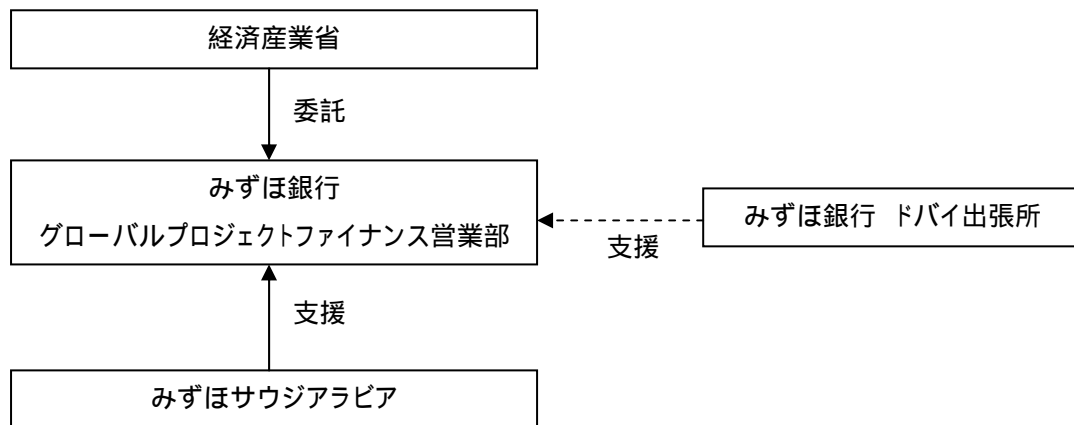 経済産業省
委託
みずほ銀行
グローバルプロジェクトファイナンス営業部
みずほ銀行 ドバイ出張所
支援
支援
みずほサウジアラビア